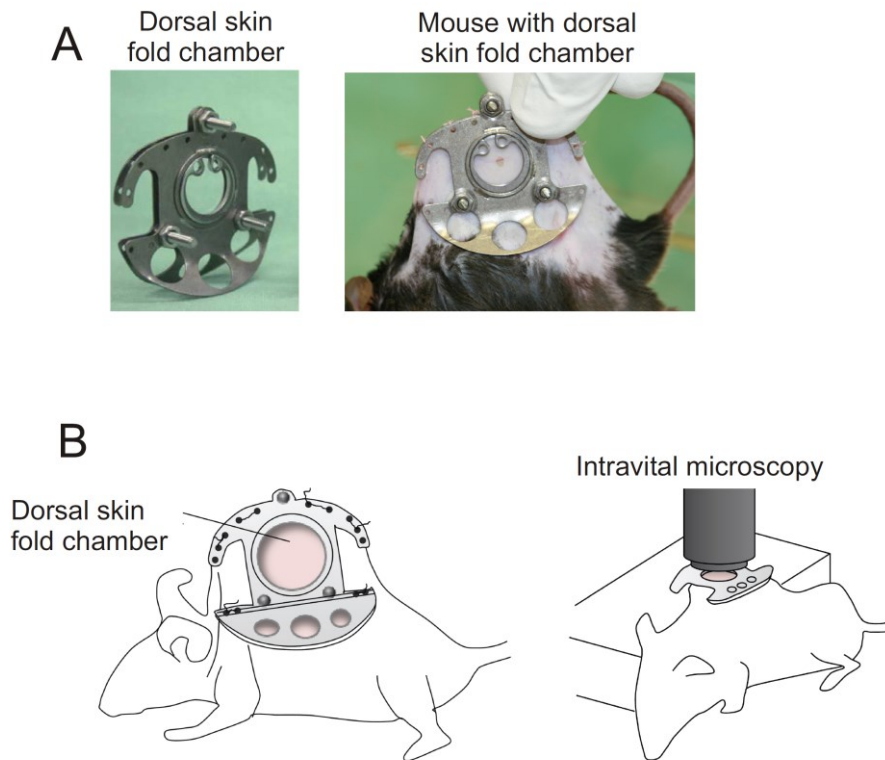 A
Dorsal skin
fold chamber
Mouse with dorsal
skin fold chamber
B
Dorsal skin
fold chamber
Intravital microscopy